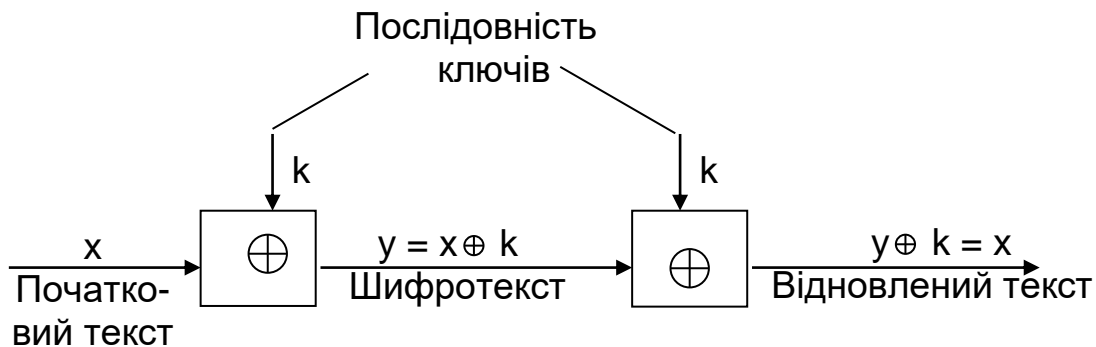 Послідовність
ключів
k
k
x
y = x ⊕ k
y ⊕ k = x
⊕
⊕
Початко-
вий текст
Шифротекст
Відновлений текст